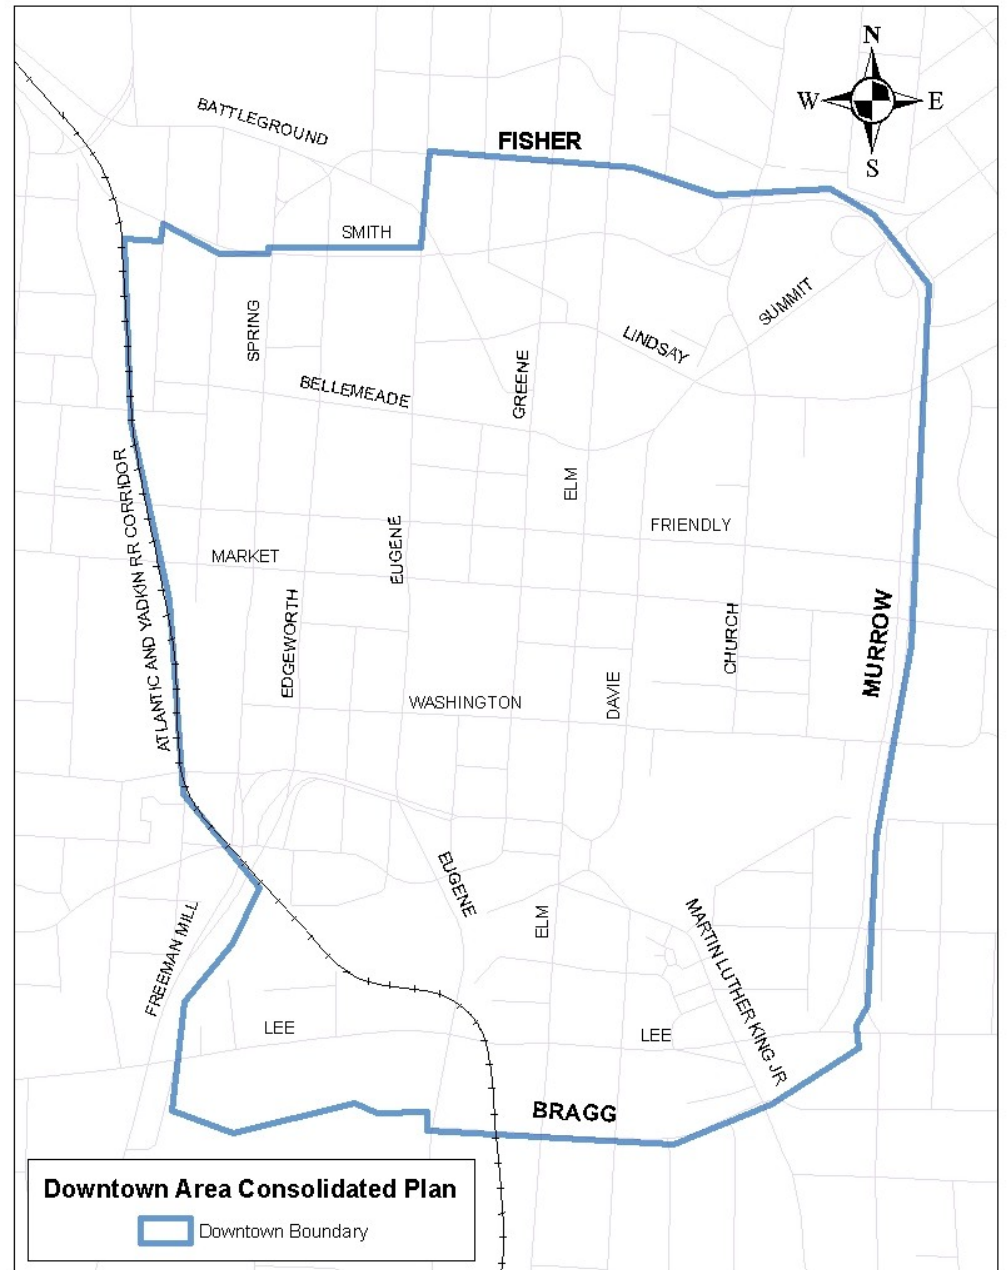 N
BATTLEGROUND
W
E
FISHER
S
SMITH
SUMMIT
SPRING
LINDSAY
GREENE
BELLEMEADE
ELM
FRIENDLY
ATLANTIC AND YADKIN RR CORRIDOR
EUGENE
MARKET
MURROW
EDGEWORTH
CHURCH
DAVIE
WASHINGTON
EUGENE
FREEMAN MILL
ELM
MARTIN LUTHER KING JR
LEE
LEE
BRAGG
Downtown Area Consolidated Plan
Downtown Boundary